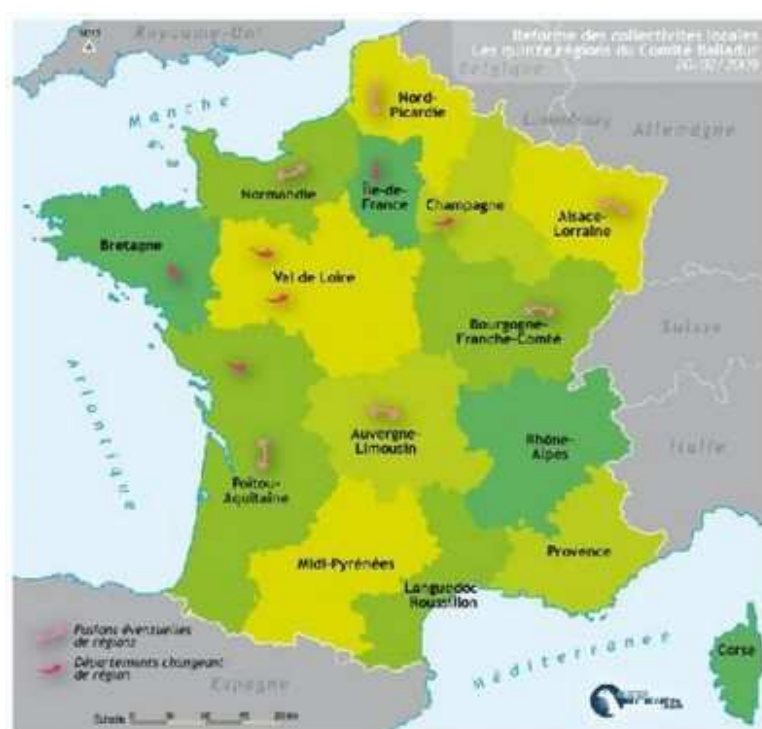 Réforme des collectivités locales
Les quinze régions du Comité Balladur
20/02/2009
Royaume-Uni
Belgique
Manche
Luxembourg
Allemagne
Nord-
Picardie
Normandie
Île-de-
France
Champagne
Alsace-
Lorraine
Bretagne
Val de Loire
Bourgogne-
Franche-Comté
Suisse
Atlantique
Auvergne-
Limousin
Rhône-
Alpes
Italie
Poitou-
Aquitaine
Midi-Pyrénées
Provence
Languedoc
Roussillon
Fusions éventuelles
de régions
Départements changeant
de région
Espagne
Méditerranée
Corse